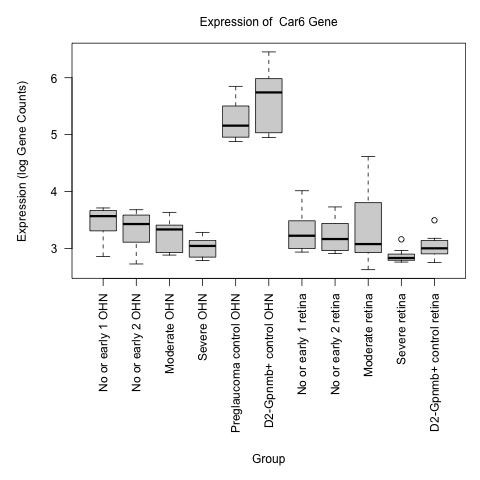 Expression of  Car6 Gene
Expression (log Gene Counts)
6
5
4
3
No or early 1 OHN
No or early 2 OHN
Moderate OHN
Severe OHN
Preglaucoma control OHN
D2-Gpnmb+ control OHN
No or early 1 retina
No or early 2 retina
Moderate retina
Severe retina
D2-Gpnmb+ control retina
Group